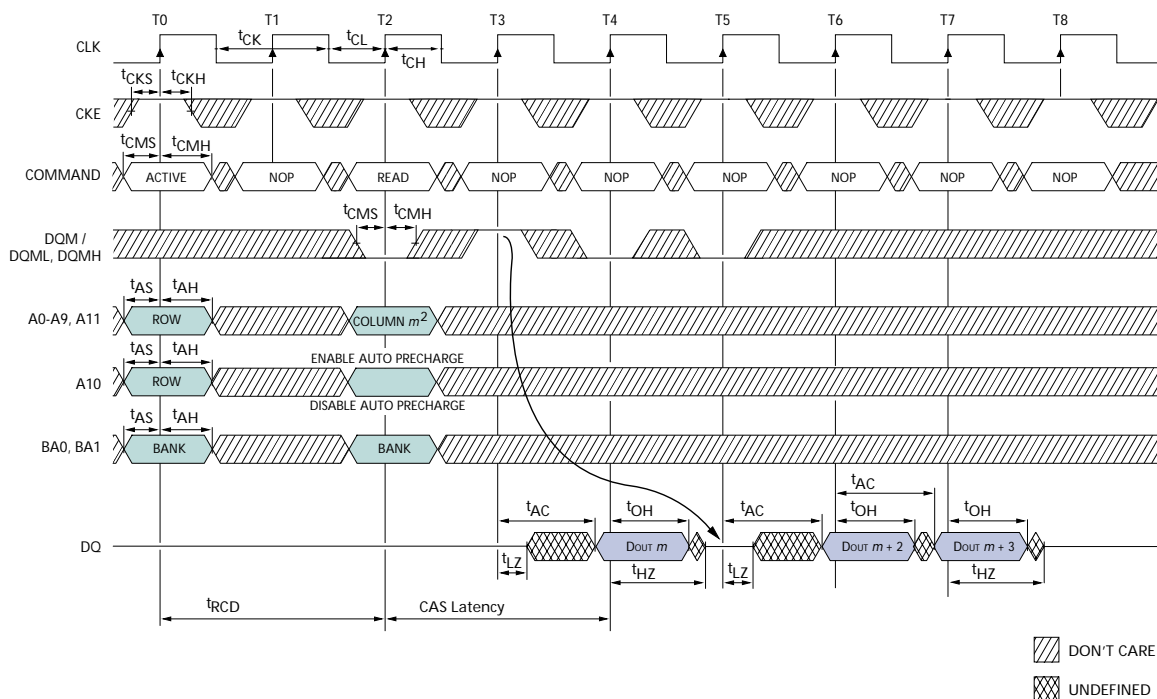 T0 T1 T2 T3 T4 T5 T6 T7 T8
CLK
tCK tCL tCH
tCKS tCKH
CKE
tCMS tCMH
COMMAND ACTIVE NOP READ NOP NOP NOP NOP NOP NOP
tCMS tCMH
DQM /
DQML, DQMH
tAS tAH
A0-A9, A11 ROW COLUMN m2
tAS tAH ENABLE AUTO PRECHARGE
A10 ROW
DISABLE AUTO PRECHARGE
tAS tAH
BA0, BA1 BANK BANK
tAC
tAC tOH tAC tOH tOH
DQ DOUT m DOUT m + 2 DOUT m + 3
tLZ tHZ tLZ tHZ
tRCD CAS Latency
DON'T CARE
UNDEFINED